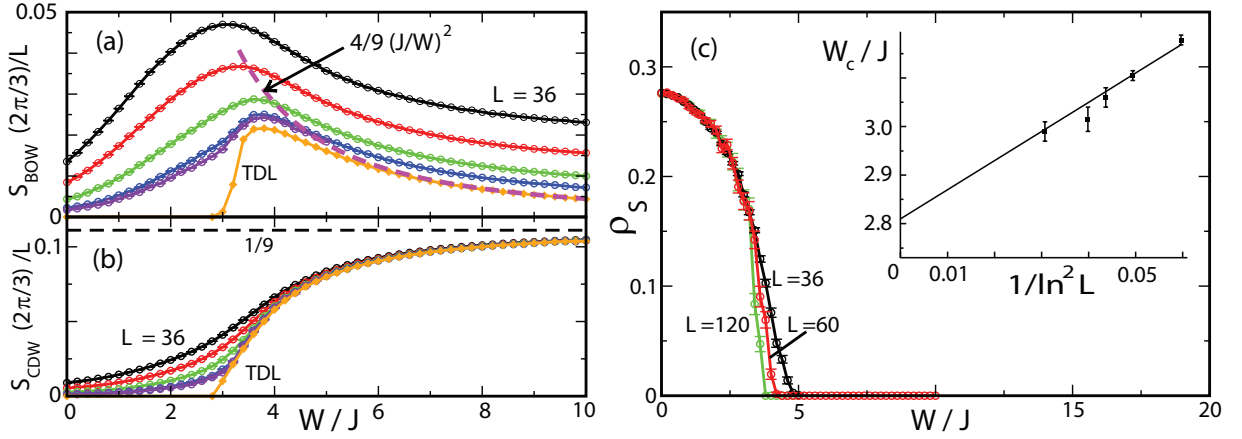 (a)
4/9 (J/W)²
L = 36
TDL
S_BOW (2π/3)/L
0.05
0
(b)
1/9
L = 36
TDL
S_CDW (2π/3)/L
0.1
0
0 2 4 6 8 10
W / J
(c)
L = 36
L = 120
L = 60
ρ_S
0.3
0.2
0.1
0
0 5 10 15 20
W / J
W_c / J
3.0
2.9
2.8
0 0.01 0.05
1/ln² L